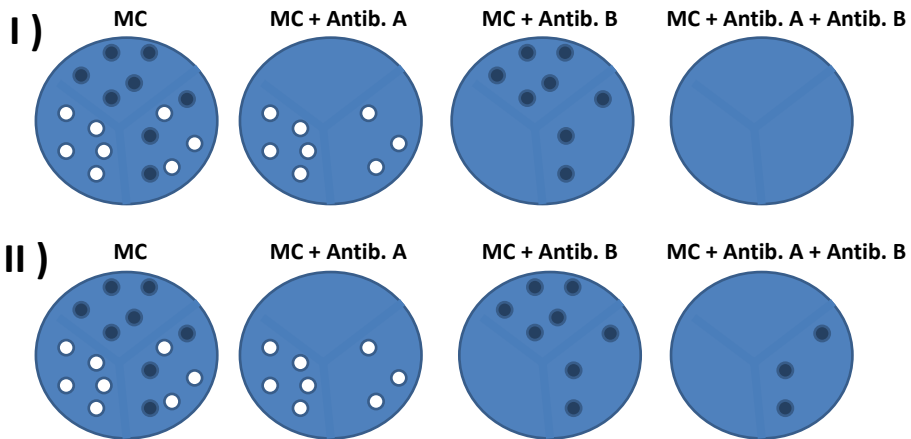 I )
MC
MC + Antib. A
MC + Antib. B
MC + Antib. A + Antib. B
II )
MC
MC + Antib. A
MC + Antib. B
MC + Antib. A + Antib. B